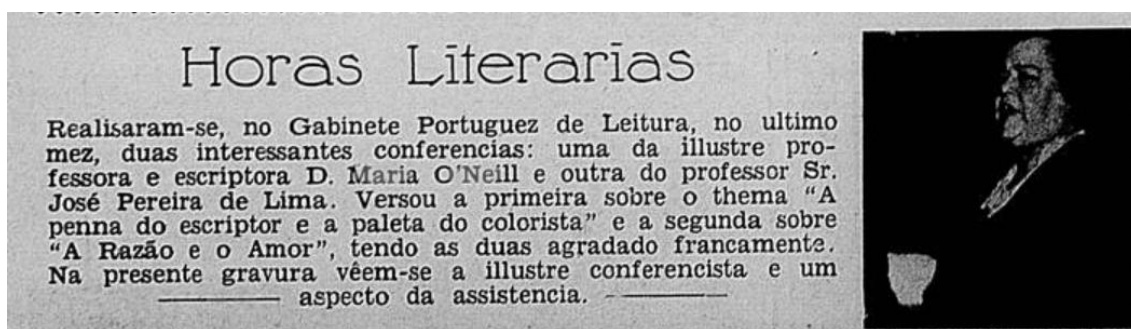 Horas Literarias
Realisaram-se, no Gabinete Portuguez de Leitura, no ultimo
mez, duas interessantes conferencias: uma da illustre pro-
fessora e escriptora D. Maria O'Neill e outra do professor Sr.
José Pereira de Lima. Versou a primeira sobre o thema "A
penna do escriptor e a paleta do colorista" e a segunda sobre
"A Razão e o Amor", tendo as duas agradado francamente.
Na presente gravura vêem-se a illustre conferencista e um
aspecto da assistencia.